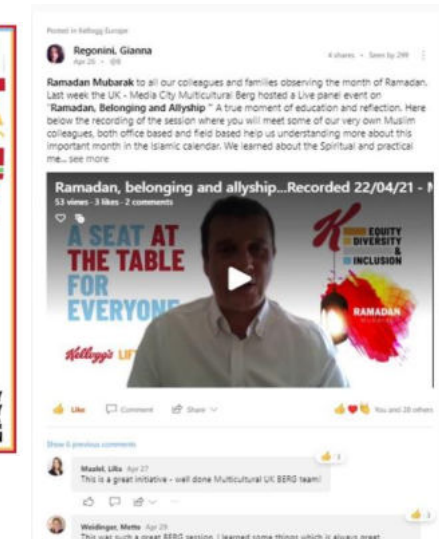 Posted in Kellogg Europe
Regonini, Gianna
Apr 26 · @B
4 shares · Seen by 299
Ramadan Mubarak to all our colleagues and families observing the month of Ramadan.
Last week the UK - Media City Multicultural Berg hosted a Live panel event on
"Ramadan, Belonging and Allyship " A true moment of education and reflection. Here
below the recording of the session where you will meet some of our very own Muslim
colleagues, both office based and field based help us understanding more about this
important month in the Islamic calendar. We learned about the Spiritual and practical
me... see more
Ramadan, belonging and allyship...Recorded 22/04/21 -
53 views · 3 likes · 2 comments
A SEAT AT
THE TABLE
FOR
EVERYONE
Kellogg's
K
EQUITY
DIVERSITY
&
INCLUSION
RAMADAN
Like
Comment
Share
You and 28 others
Show 6 previous comments
Apr 27
This is a great initiative - well done Multicultural UK BERG team!
Weidinger, Mette Apr 29
This was such a great BERG session. I learned some things which is always great